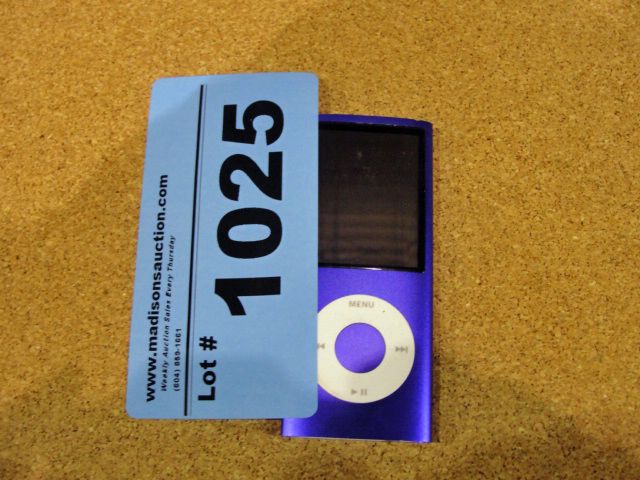 www.madisonsauction.com
Weekly Auction Sales Every Thursday
(604) 859-1661
Lot # 1025
MENU